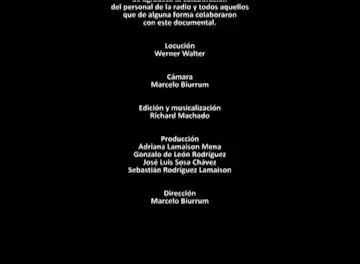 del personal de la radio y todos aquellos
que de alguna forma colaboraron
con este documental.
Locución
Werner Walter
Cámara
Marcelo Biurrum
Edición y musicalización
Richard Machado
Producción
Adriana Lamaison Mena
Gonzalo de León Rodríguez
José Luis Sosa Chávez
Sebastián Rodríguez Lamaison
Dirección
Marcelo Biurrum